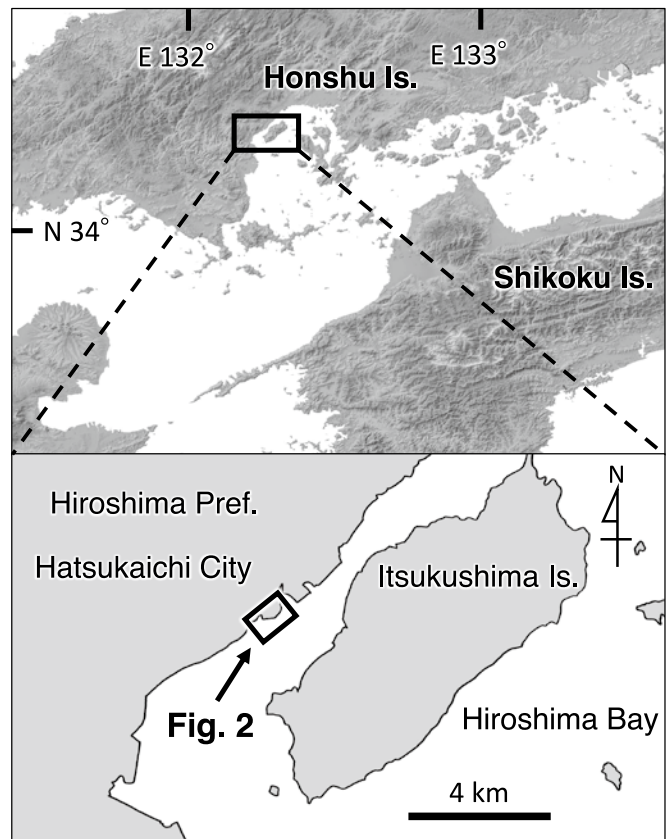 E 132°
E 133°
Honshu Is.
N 34°
Shikoku Is.
N
Hiroshima Pref.
Hatsukaichi City
Itsukushima Is.
Fig. 2
Hiroshima Bay
4 km